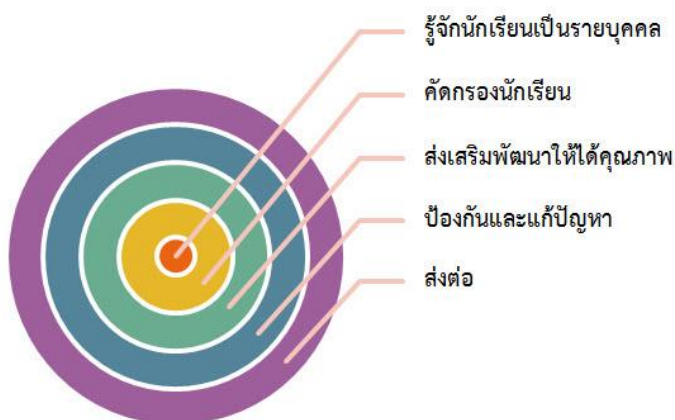 รู้จักนักเรียนเป็นรายบุคคล
คัดกรองนักเรียน
ส่งเสริมพัฒนาให้ได้คุณภาพ
ป้องกันและแก้ปัญหา
ส่งต่อ